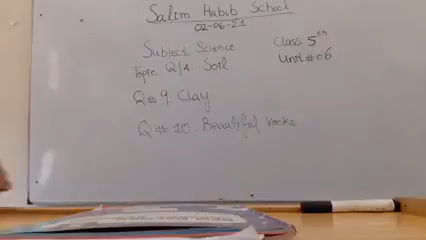 Salim Habib School
02-06-21
Subject Science
Class 5th
Topic Q/A. Soil
Unit #06
Q# 9. Clay
Q # 10. Beautiful rocks